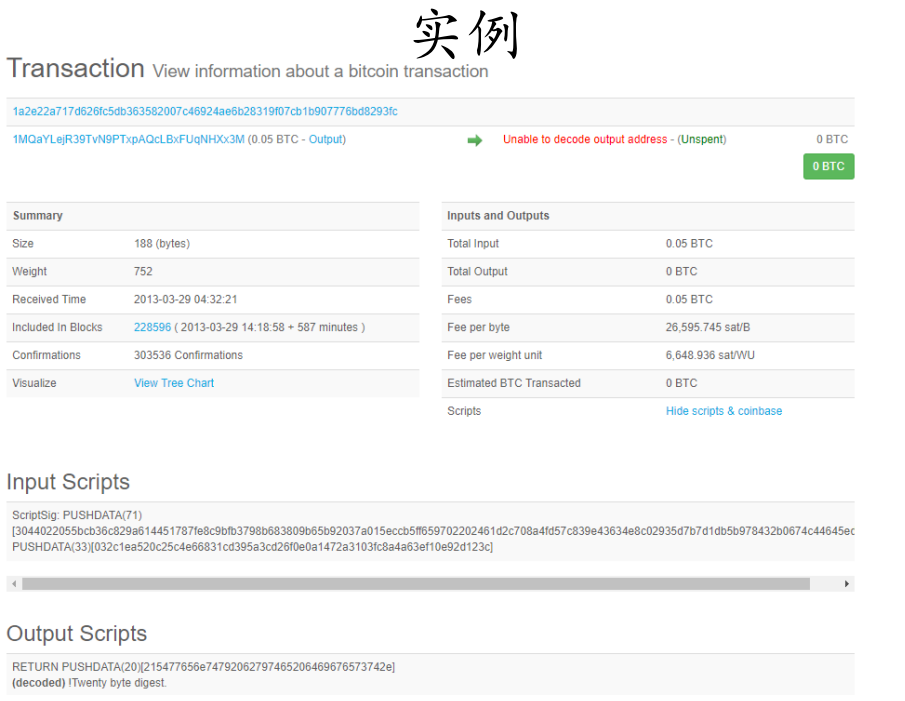 实例
Transaction View information about a bitcoin transaction
1a2e22a717d626fc5db363582007c46924ae6b28319f07cb1b907776bd8293fc
1MQaYLejR39TvN9PTxpAQcLBxFUqNHXx3M (0.05 BTC - Output)
Unable to decode output address - (Unspent)
0 BTC
0 BTC
Summary
Size 188 (bytes)
Weight 752
Received Time 2013-03-29 04:32:21
Included In Blocks 228596 ( 2013-03-29 14:18:58 + 587 minutes )
Confirmations 303536 Confirmations
Visualize View Tree Chart
Inputs and Outputs
Total Input 0.05 BTC
Total Output 0 BTC
Fees 0.05 BTC
Fee per byte 26,595.745 sat/B
Fee per weight unit 6,648.936 sat/WU
Estimated BTC Transacted 0 BTC
Scripts Hide scripts & coinbase
Input Scripts
ScriptSig: PUSHDATA(71)
[3044022055bcb36c829a614451787fe8c9bfb3798b683809b65b92037a015eccb5ff659702202461d2c708a4fd57c839e43634e8c02935d7b7d1db5b978432b0674c44645ec
PUSHDATA(33)[032c1ea520c25c4e66831cd395a3cd26f0e0a1472a3103fc8a4a63ef10e92d123c]
Output Scripts
RETURN PUSHDATA(20)[215477656e74792062797465206469676573742e]
(decoded) !Twenty byte digest.